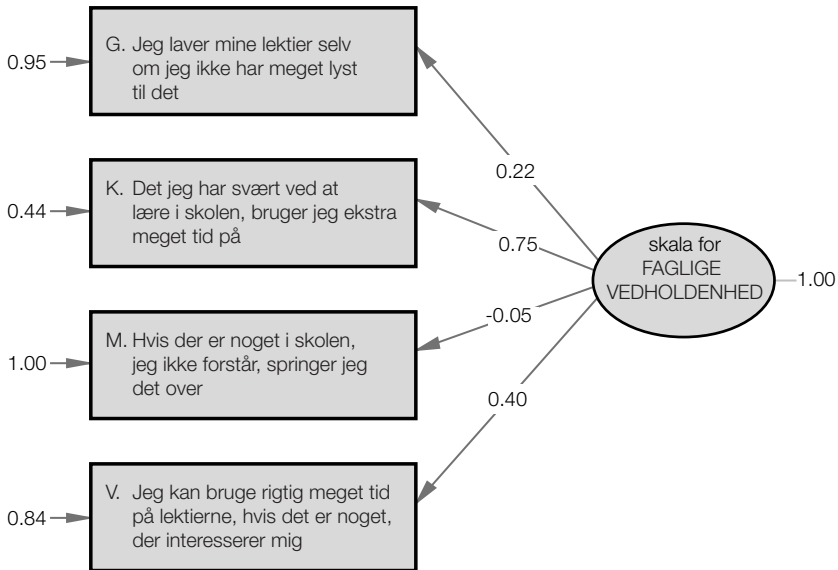 G. Jeg laver mine lektier selv
om jeg ikke har meget lyst
til det
0.95
0.22
K. Det jeg har svært ved at
lære i skolen, bruger jeg ekstra
meget tid på
0.44
0.75
skala for
FAGLIGE
VEDHOLDENHED
1.00
M. Hvis der er noget i skolen,
jeg ikke forstår, springer jeg
det over
1.00
-0.05
0.40
V. Jeg kan bruge rigtig meget tid
på lektierne, hvis det er noget,
der interesserer mig
0.84